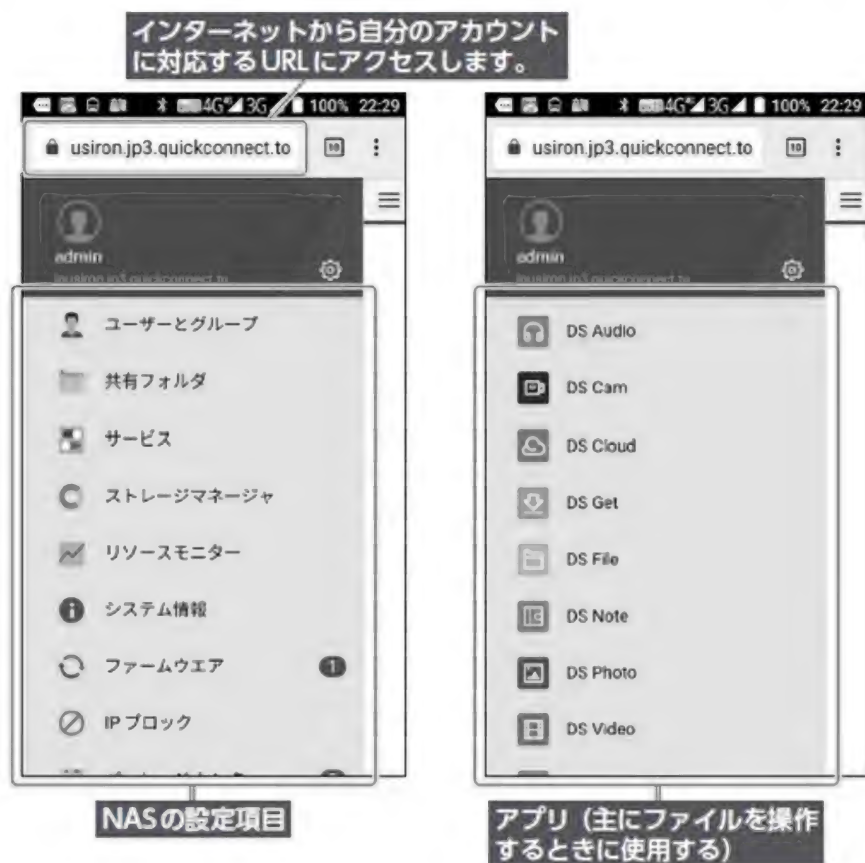 インターネットから自分のアカウント
に対応するURLにアクセスします。
4G 3G 100% 22:29
usiron.jp3.quickconnect.to
10
admin
ipusiron.jp3.quickconnect.to
ユーザーとグループ
共有フォルダ
サービス
ストレージマネージャ
リソースモニター
システム情報
ファームウエア
1
IP ブロック
NASの設定項目
4G 3G 100% 22:29
usiron.jp3.quickconnect.to
10
admin
DS Audio
DS Cam
DS Cloud
DS Get
DS File
DS Note
DS Photo
DS Video
アプリ（主にファイルを操作
するときに使用する）